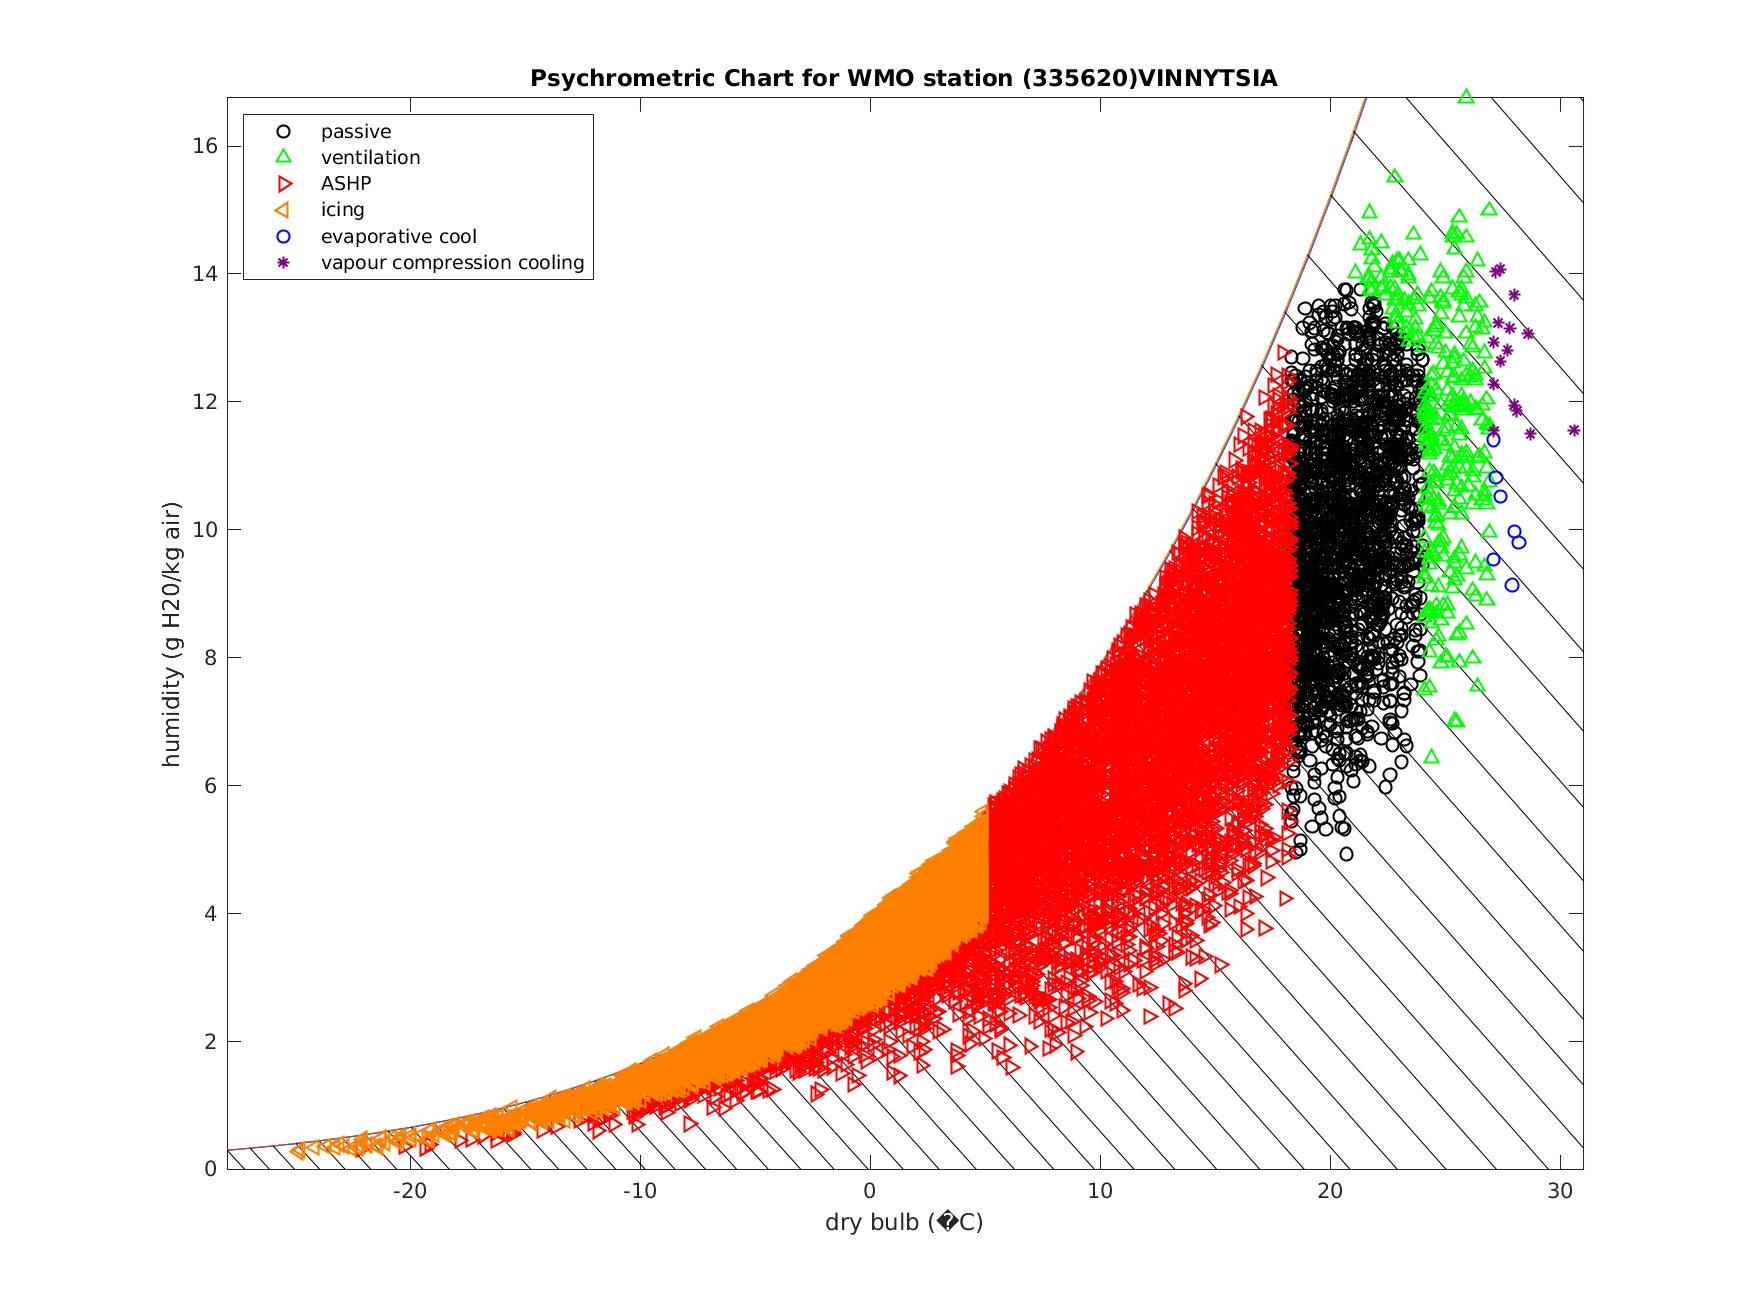 Psychrometric Chart for WMO station (335620)VINNYTSIA
passive
ventilation
ASHP
icing
evaporative cool
vapour compression cooling
humidity (g H20/kg air)
16
14
12
10
8
6
4
2
0
-20 -10 0 10 20 30
dry bulb (�C)